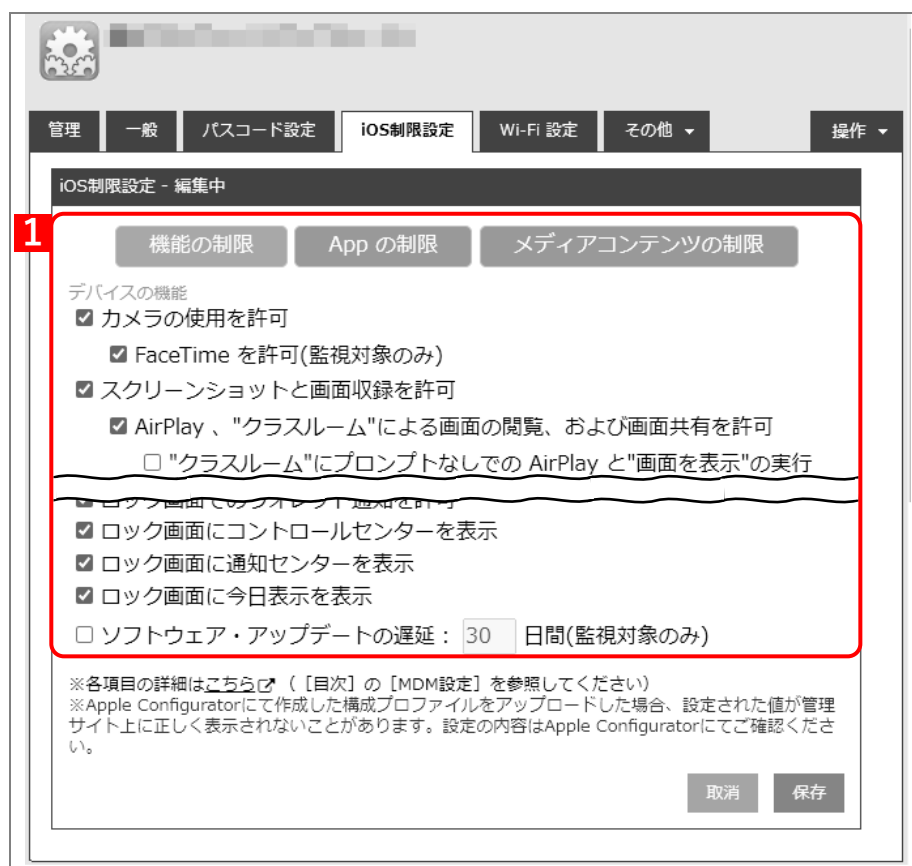 管理 一般 パスコード設定 iOS制限設定 Wi-Fi 設定 その他 操作
iOS制限設定 - 編集中
1
機能の制限 App の制限 メディアコンテンツの制限
デバイスの機能
カメラの使用を許可
FaceTime を許可(監視対象のみ)
スクリーンショットと画面収録を許可
AirPlay 、"クラスルーム"による画面の閲覧、および画面共有を許可
"クラスルーム"にプロンプトなしでの AirPlay と"画面を表示"の実行
ロック画面でのウォレット通知を許可
ロック画面にコントロールセンターを表示
ロック画面に通知センターを表示
ロック画面に今日表示を表示
ソフトウェア・アップデートの遅延： 30 日間(監視対象のみ)
※各項目の詳細はこちら（［目次］の［MDM設定］を参照してください）
※Apple Configuratorにて作成した構成プロファイルをアップロードした場合、設定された値が管理
サイト上に正しく表示されないことがあります。設定の内容はApple Configuratorにてご確認くださ
い。
取消 保存